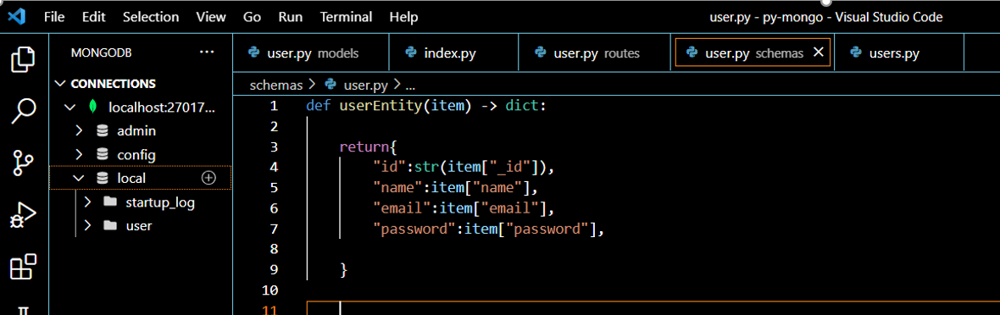 File Edit Selection View Go Run Terminal Help user.py - py-mongo - Visual Studio Code
MONGODB ...
user.py models index.py user.py routes user.py schemas users.py
CONNECTIONS
schemas > user.py > ...
localhost:27017...
admin
config
local
startup_log
user
1 def userEntity(item) -> dict:
2
3 return{
4 "id":str(item["_id"]),
5 "name":item["name"],
6 "email":item["email"],
7 "password":item["password"],
8
9 }
10
11